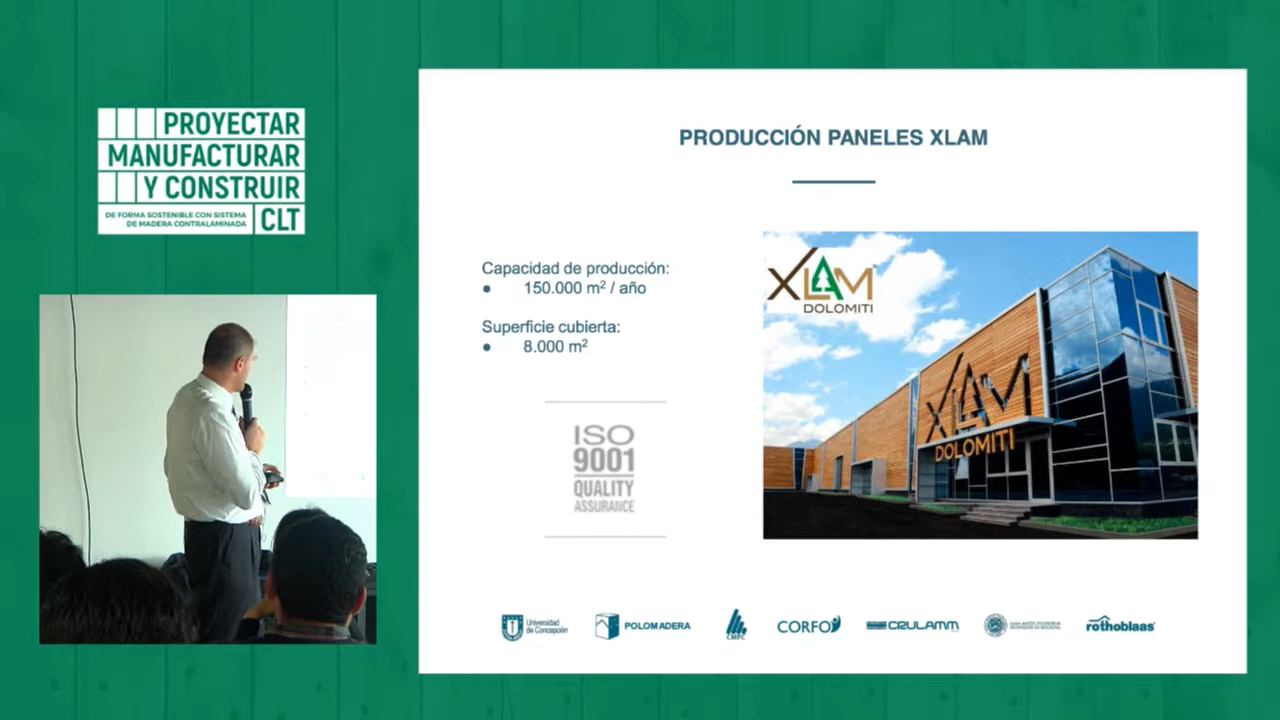 PROYECTAR
MANUFACTURAR
Y CONSTRUIR
DE FORMA SOSTENIBLE CON SISTEMA
DE MADERA CONTRALAMINADA
CLT
PRODUCCIÓN PANELES XLAM
Capacidad de producción:
● 150.000 m² / año
Superficie cubierta:
● 8.000 m²
ISO
9001
QUALITY
ASSURANCE
XLAM
DOLOMITI
XLAM
DOLOMITI
Universidad
de Concepción
POLOMADERA
CMPC
CORFO
CRULAMM
rothoblaas